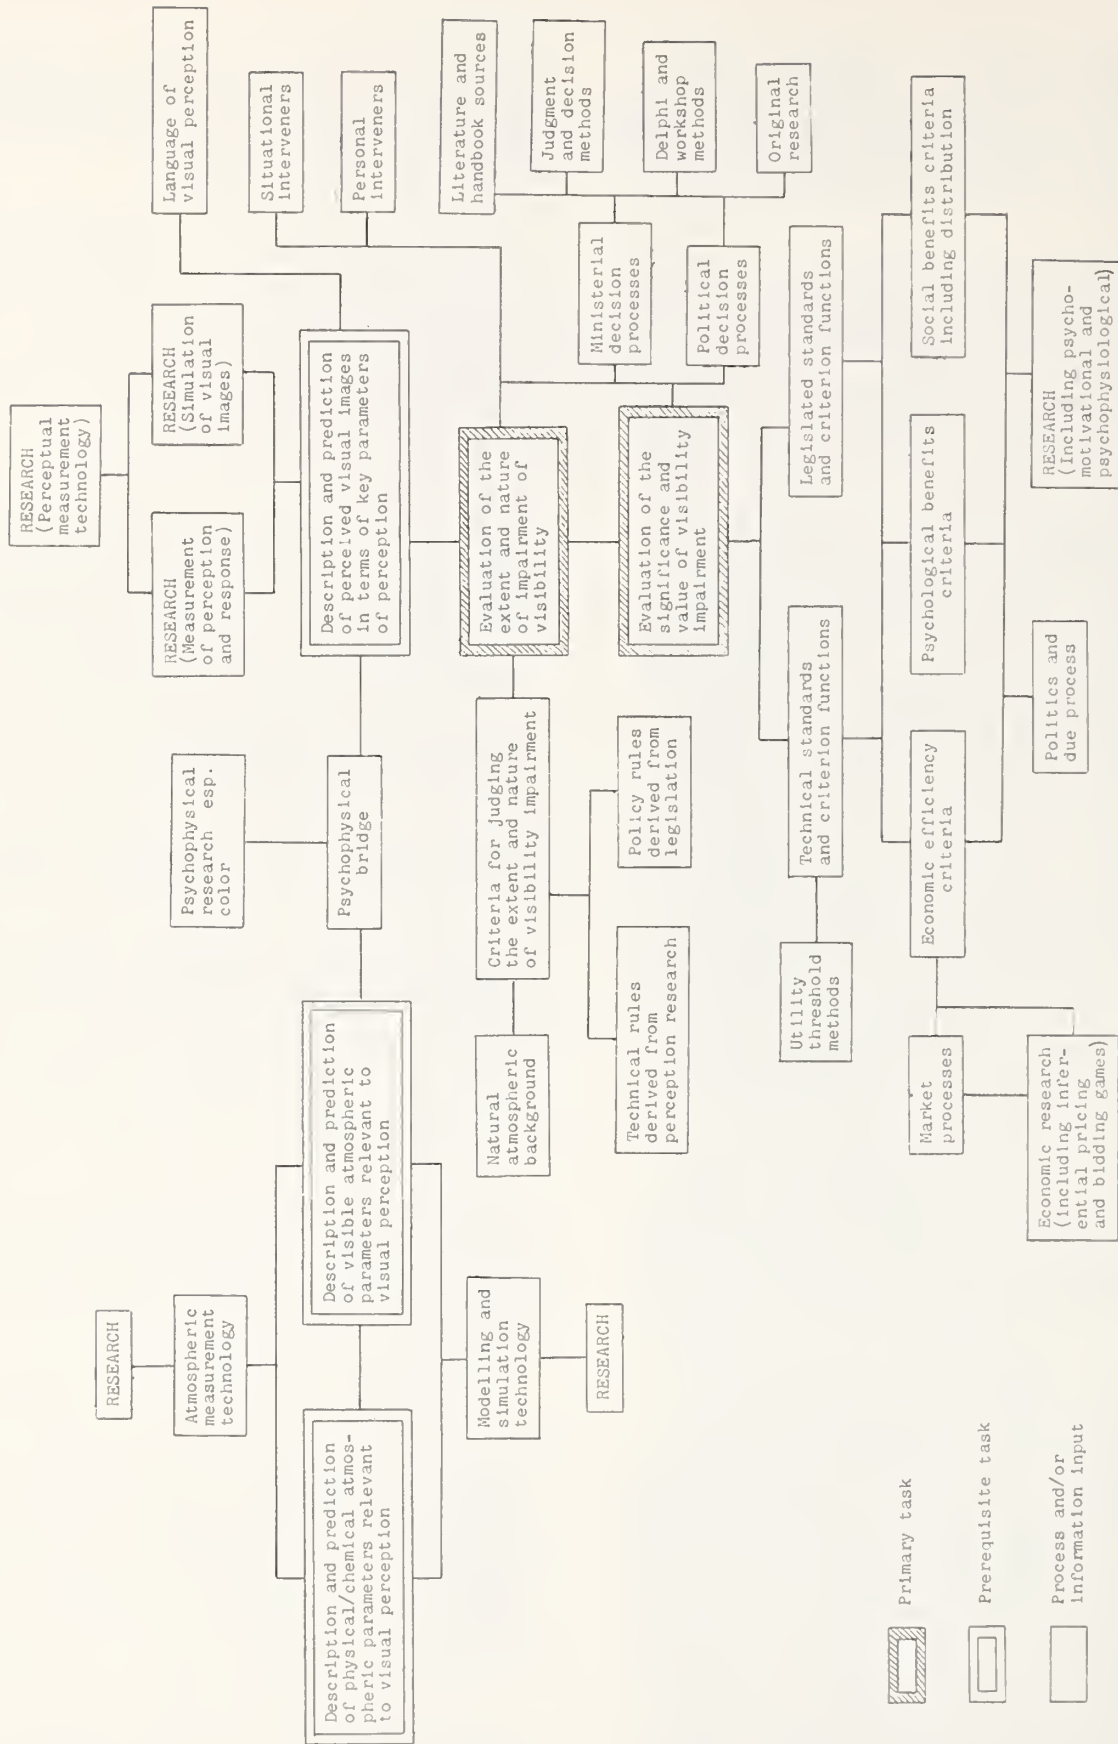 RESEARCH
(Perceptual
measurement
technology)
RESEARCH
(Measurement
of perception
and response)
RESEARCH
(Simulation
of visual
images)
Language of
visual perception
Situational
interveners
Personal
interveners
RESEARCH
Atmospheric
measurement
technology
Psychophysical
research esp.
color
Description and prediction
of physical/chemical atmos-
pheric parameters relevant
to visual perception
Description and prediction
of visible atmospheric
parameters relevant to
visual perception
Psychophysical
bridge
Description and prediction
of perceived visual images
in terms of key parameters
of perception
Modelling and
simulation
technology
RESEARCH
Natural
atmospheric
background
Criteria for judging
the extent and nature
of visibility impairment
Evaluation of the
extent and nature
of impairment of
visibility
Technical rules
derived from
perception research
Policy rules
derived from
legislation
Evaluation of the
significance and
value of visibility
impairment
Ministerial
decision
processes
Political
decision
processes
Literature and
handbook sources
Judgment
and decision
methods
Delphi and
workshop
methods
Original
research
Utility
threshold
methods
Technical standards
and criterion functions
Legislated standards
and criterion functions
Market
processes
Economic efficiency
criteria
Psychological benefits
criteria
Social benefits criteria
including distribution
Economic research
(including infer-
ential pricing
and bidding games)
Politics and
due process
RESEARCH
(Including psycho-
motivational and
psychophysiological)
Primary task
Prerequisite task
Process and/or
information input